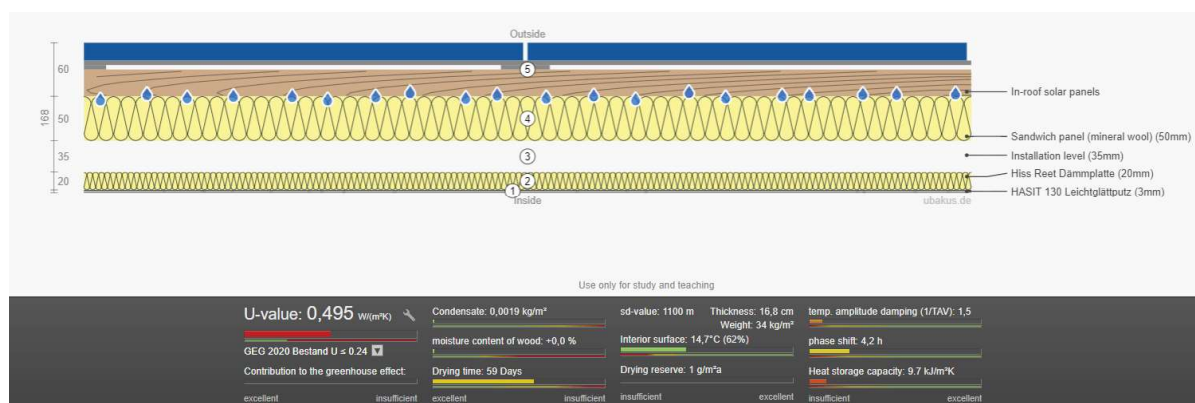 Outside
60
5
In-roof solar panels
168
50
4
Sandwich panel (mineral wool) (50mm)
35
3
Installation level (35mm)
20
2
Hiss Reet Dämmplatte (20mm)
1
HASIT 130 Leichtglättputz (3mm)
Inside
ubakus.de
Use only for study and teaching
U-value: 0,495 W/(m²K)
GEG 2020 Bestand U ≤ 0.24
Contribution to the greenhouse effect:
excellent insufficient
Condensate: 0,0019 kg/m²
moisture content of wood: +0,0 %
Drying time: 59 Days
excellent insufficient
sd-value: 1100 m Thickness: 16,8 cm
Weight: 34 kg/m²
Interior surface: 14,7°C (62%)
Drying reserve: 1 g/m²a
insufficient excellent
temp. amplitude damping (1/TAV): 1,5
phase shift: 4,2 h
Heat storage capacity: 9.7 kJ/m²K
insufficient excellent